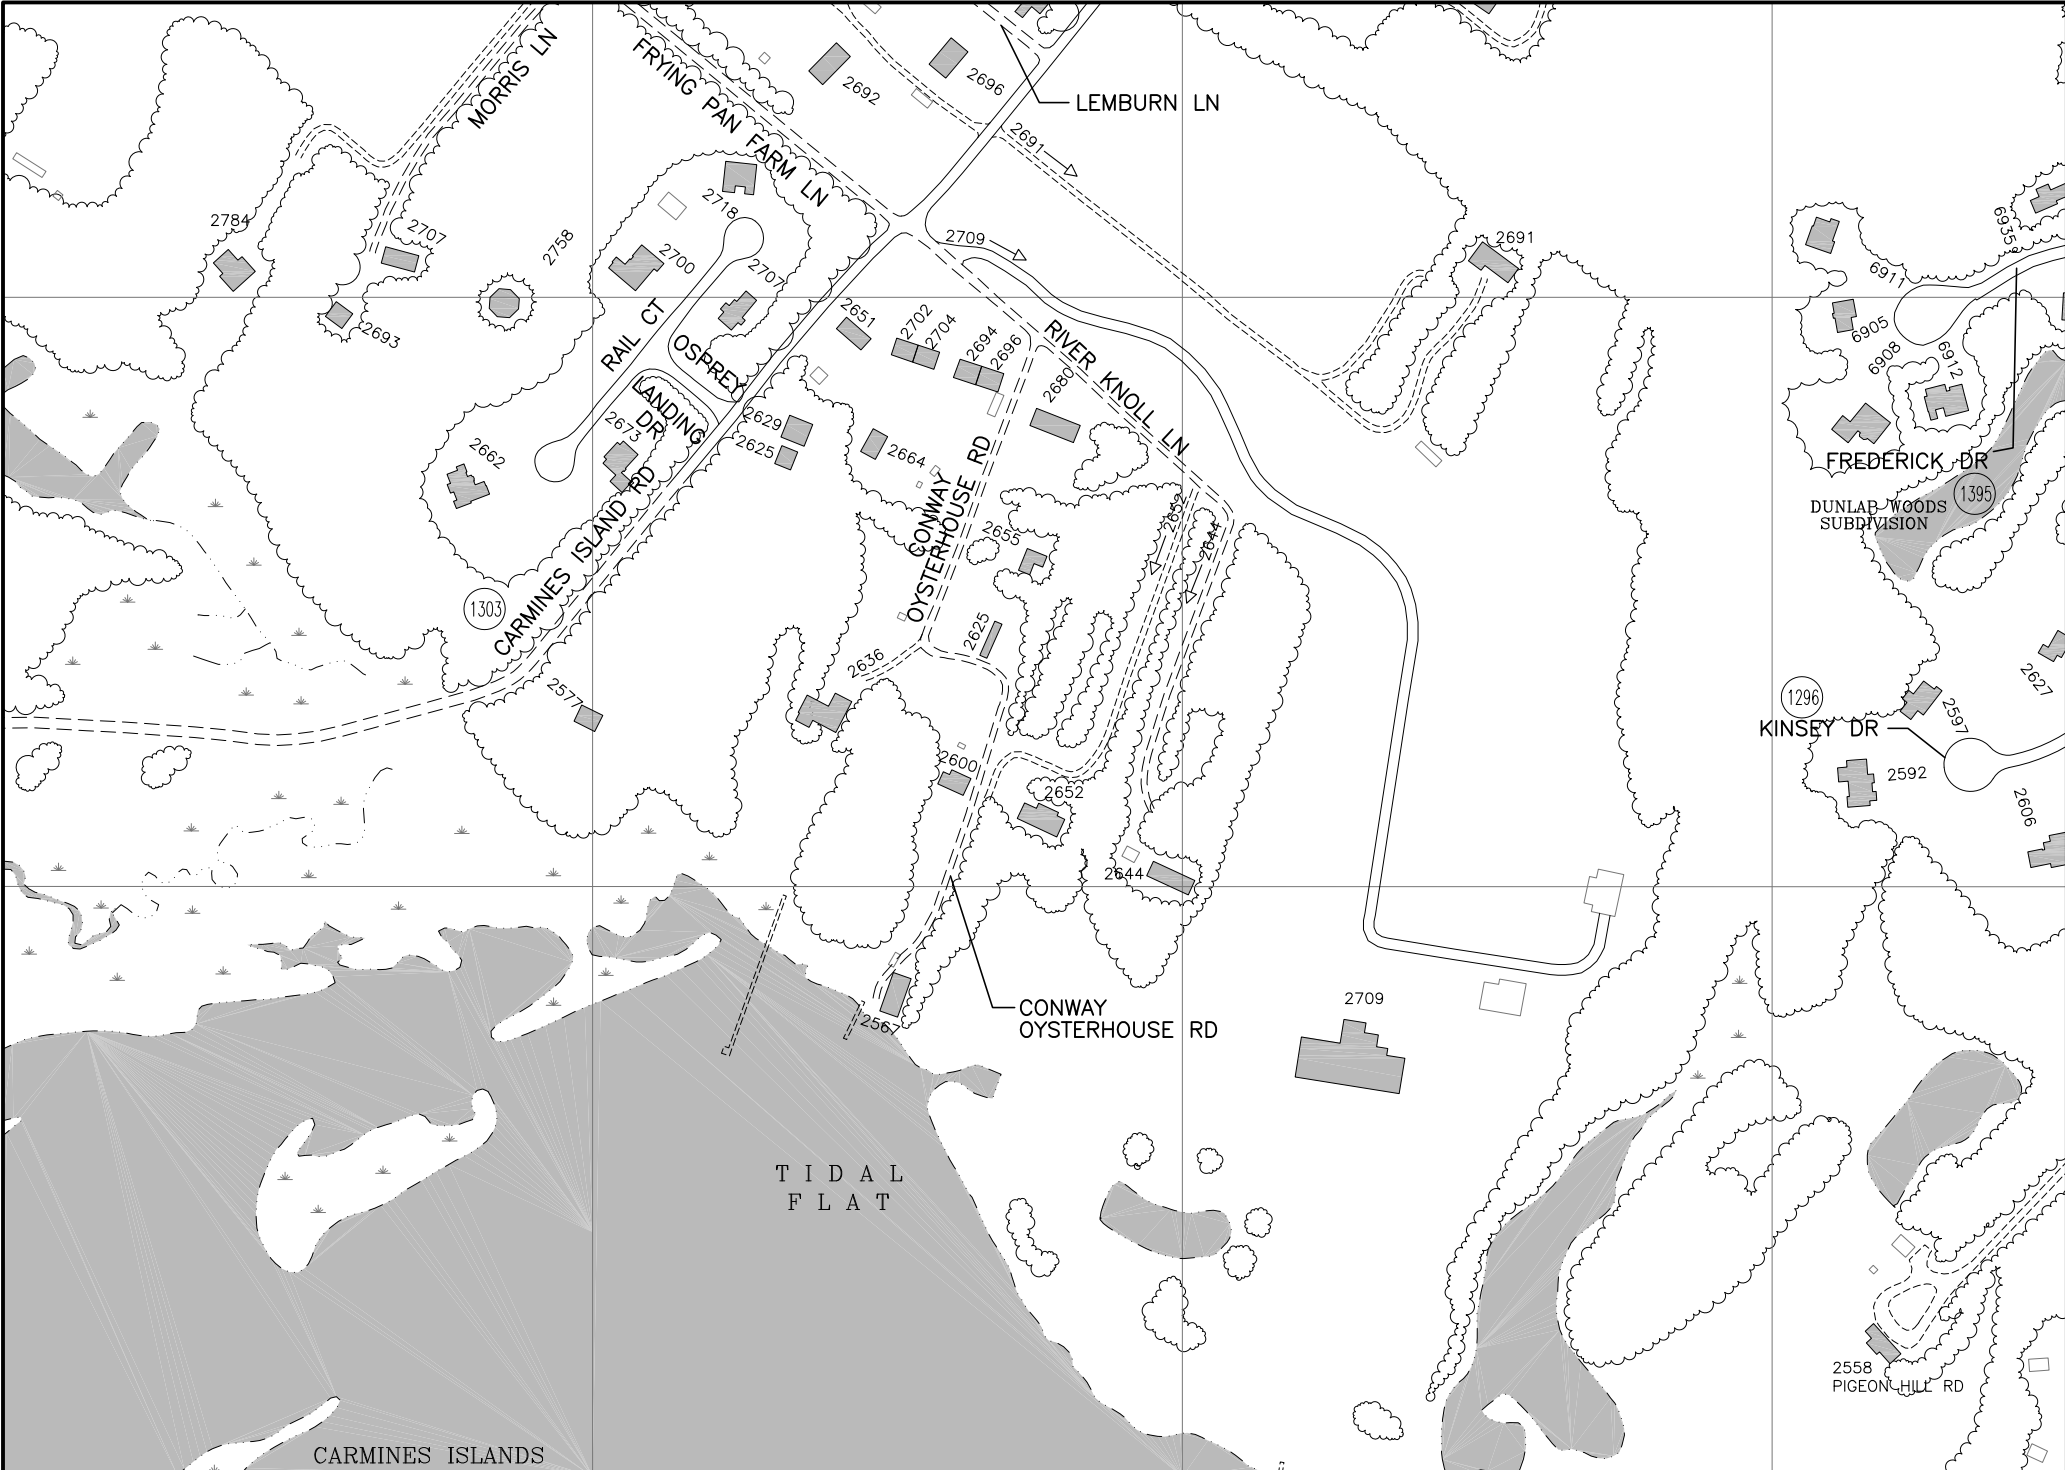 MORRIS LN
FRYING PAN FARM LN
2692
2696
LEMBURN LN
2691
2784
2707
2758
2718
2700
2707
2709
2691
6935
6911
2693
RAIL CT
2651
2702
2704
2694
2696
RIVER KNOLL LN
6905
6908
6912
OSPREY
LANDING
DR
2680
2629
2625
2673
2662
2664
FREDERICK DR
1395
DUNLAB WOODS
SUBDIVISION
CARMINES ISLAND RD
1303
CONWAY
OYSTERHOUSE RD
2655
2652
2644
2625
2636
2577
2627
1296
KINSEY DR
2597
2592
2606
2600
2652
2644
2567
CONWAY
OYSTERHOUSE RD
2709
TIDAL
FLAT
2558
PIGEON HILL RD
CARMINES ISLANDS